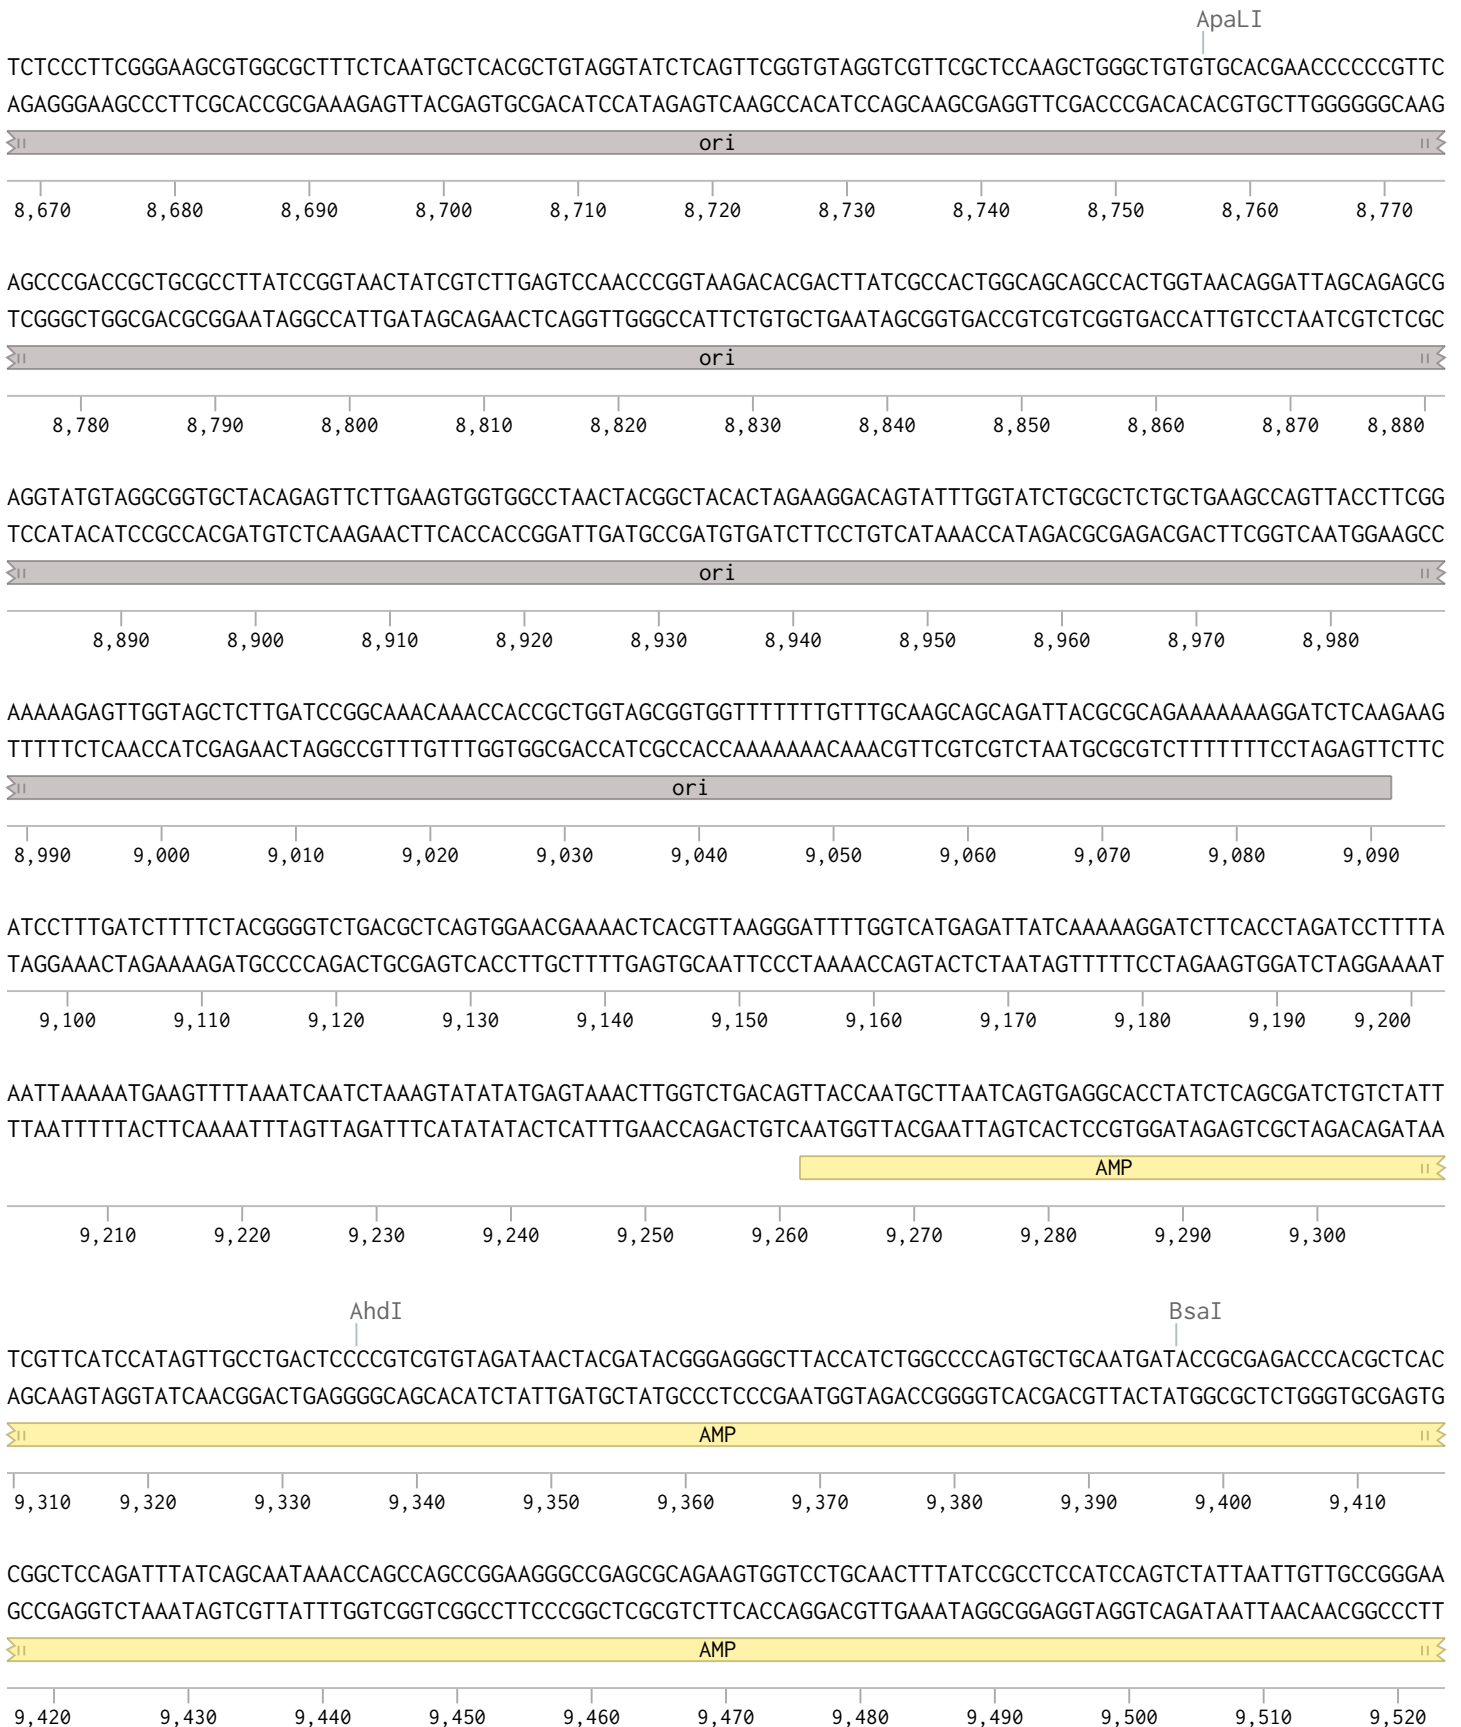 ApaLI
TCTCCCTTCGGGAAGCGTGGCGCTTTCTCAATGCTCACGCTGTAGGTATCTCAGTTCGGTGTAGGTCGTTCGCTCCAAGCTGGGCTGTGTGCACGAACCCCCCGTTC
AGAGGGAAGCCCTTCGCACCGCGAAAGAGTTACGAGTGCGACATCCATAGAGTCAAGCCACATCCAGCAAGCGAGGTTCGACCCGACACACGTGCTTGGGGGGCAAG
ori
8,670 8,680 8,690 8,700 8,710 8,720 8,730 8,740 8,750 8,760 8,770
AGCCCGACCGCTGCGCCTTATCCGGTAACTATCGTCTTGAGTCCAACCCGGTAAGACACGACTTATCGCCACTGGCAGCAGCCACTGGTAACAGGATTAGCAGAGCG
TCGGGCTGGCGACGCGGAATAGGCCATTGATAGCAGAACTCAGGTTGGGCCATTCTGTGCTGAATAGCGGTGACCGTCGTCGGTGACCATTGTCCTAATCGTCTCGC
ori
8,780 8,790 8,800 8,810 8,820 8,830 8,840 8,850 8,860 8,870 8,880
AGGTATGTAGGCGGTGCTACAGAGTTCTTGAAGTGGTGGCCTAACTACGGCTACACTAGAAGGACAGTATTTGGTATCTGCGCTCTGCTGAAGCCAGTTACCTTCGG
TCCATACATCCGCCACGATGTCTCAAGAACTTCACCACCGGATTGATGCCGATGTGATCTTCCTGTCATAAACCATAGACGCGAGACGACTTCGGTCAATGGAAGCC
ori
8,890 8,900 8,910 8,920 8,930 8,940 8,950 8,960 8,970 8,980
AAAAAGAGTTGGTAGCTCTTGATCCGGCAAACAAACCACCGCTGGTAGCGGTGGTTTTTTTGTTTGCAAGCAGCAGATTACGCGCAGAAAAAAAGGATCTCAAGAAG
TTTTTCTCAACCATCGAGAACTAGGCCGTTTGTTTGGTGGCGACCATCGCCACCAAAAAAACAAACGTTCGTCGTCTAATGCGCGTCTTTTTTTCCTAGAGTTCTTC
ori
8,990 9,000 9,010 9,020 9,030 9,040 9,050 9,060 9,070 9,080 9,090
ATCCTTTGATCTTTTCTACGGGGTCTGACGCTCAGTGGAACGAAAACTCACGTTAAGGGATTTTGGTCATGAGATTATCAAAAAGGATCTTCACCTAGATCCTTTTA
TAGGAAACTAGAAAAGATGCCCCAGACTGCGAGTCACCTTGCTTTTGAGTGCAATTCCCTAAAACCAGTACTCTAATAGTTTTTCCTAGAAGTGGATCTAGGAAAAT
9,100 9,110 9,120 9,130 9,140 9,150 9,160 9,170 9,180 9,190 9,200
AATTAAAAATGAAGTTTTAAATCAATCTAAAGTATATATGAGTAAACTTGGTCTGACAGTTACCAATGCTTAATCAGTGAGGCACCTATCTCAGCGATCTGTCTATT
TTAATTTTTACTTCAAAATTTAGTTAGATTTCATATATACTCATTTGAACCAGACTGTCAATGGTTACGAATTAGTCACTCCGTGGATAGAGTCGCTAGACAGATAA
AMP
9,210 9,220 9,230 9,240 9,250 9,260 9,270 9,280 9,290 9,300
AhdI BsaI
TCGTTCATCCATAGTTGCCTGACTCCCCGTCGTGTAGATAACTACGATACGGGAGGGCTTACCATCTGGCCCCAGTGCTGCAATGATACCGCGAGACCCACGCTCAC
AGCAAGTAGGTATCAACGGACTGAGGGGCAGCACATCTATTGATGCTATGCCCTCCCGAATGGTAGACCGGGGTCACGACGTTACTATGGCGCTCTGGGTGCGAGTG
AMP
9,310 9,320 9,330 9,340 9,350 9,360 9,370 9,380 9,390 9,400 9,410
CGGCTCCAGATTTATCAGCAATAAACCAGCCAGCCGGAAGGGCCGAGCGCAGAAGTGGTCCTGCAACTTTATCCGCCTCCATCCAGTCTATTAATTGTTGCCGGGAA
GCCGAGGTCTAAATAGTCGTTATTTGGTCGGTCGGCCTTCCCGGCTCGCGTCTTCACCAGGACGTTGAAATAGGCGGAGGTAGGTCAGATAATTAACAACGGCCCTT
AMP
9,420 9,430 9,440 9,450 9,460 9,470 9,480 9,490 9,500 9,510 9,520